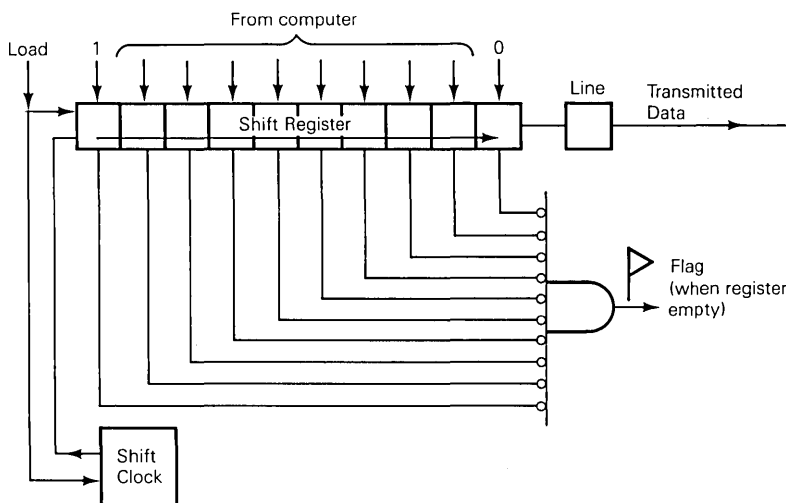 From computer
Load
1
0
Line
Transmitted
Data
Shift Register
Flag
(when register
empty)
Shift
Clock